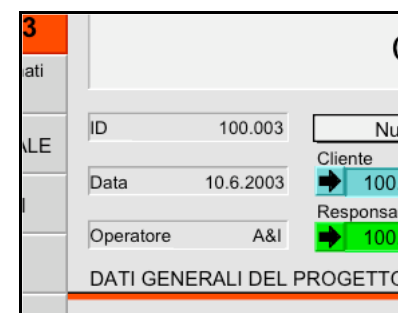 3
ati
ALE
I
ID 100.003
Nu
Cliente
Data 10.6.2003
100
Responsa
Operatore A&I
100
DATI GENERALI DEL PROGETTO